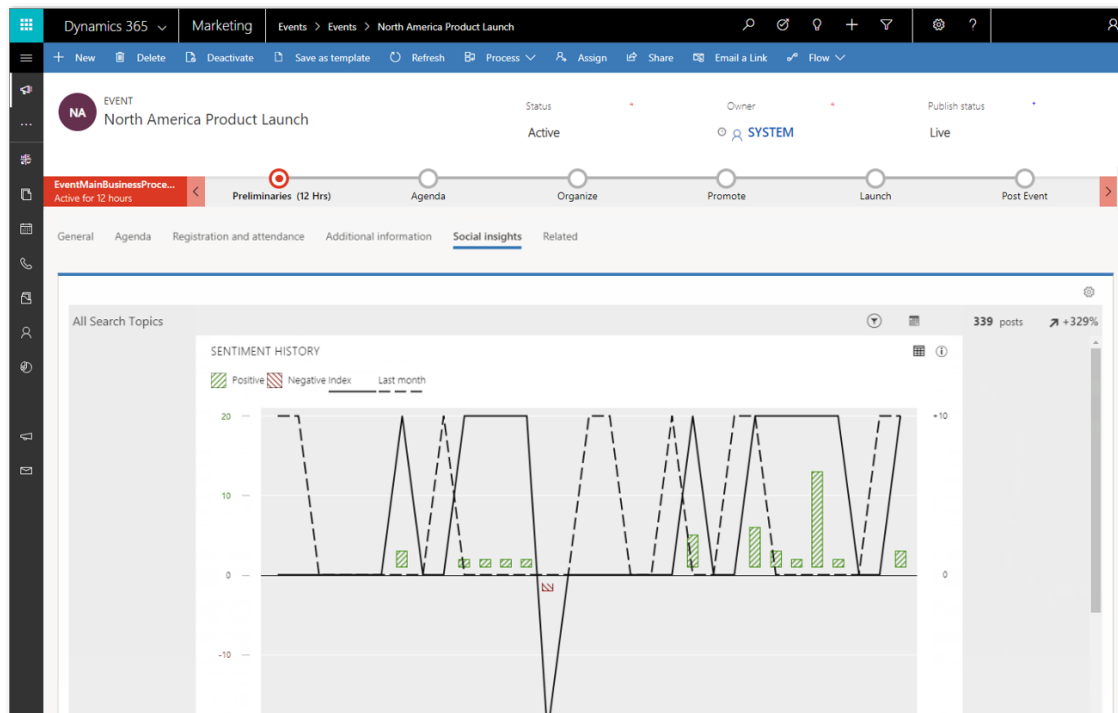 Dynamics 365 Marketing Events > Events > North America Product Launch
+ New Delete Deactivate Save as template Refresh Process Assign Share Email a Link Flow
NA
EVENT
North America Product Launch
Status *
Active
Owner *
SYSTEM
Publish status *
Live
EventMainBusinessProce...
Active for 12 hours
Preliminaries (12 Hrs) Agenda Organize Promote Launch Post Event
General Agenda Registration and attendance Additional information Social insights Related
All Search Topics 339 posts +329%
SENTIMENT HISTORY
Positive Negative Index Last month
20 +10
10
0 0
-10